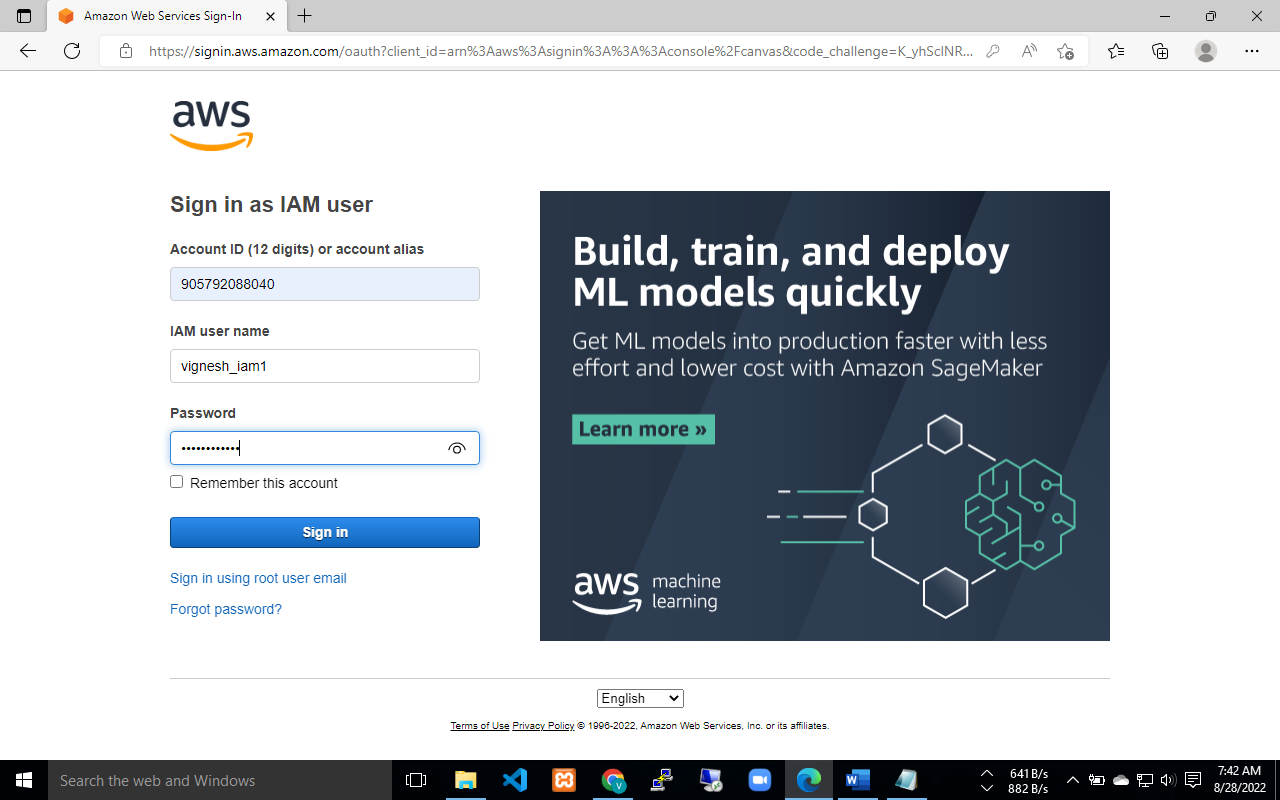 Amazon Web Services Sign-In
https://signin.aws.amazon.com/oauth?client_id=arn%3Aaws%3Asignin%3A%3A%3Aconsole%2Fcanvas&code_challenge=K_yhSclNR...
aws
Sign in as IAM user
Account ID (12 digits) or account alias
905792088040
IAM user name
vignesh_iam1
Password
••••••••••••
Remember this account
Sign in
Sign in using root user email
Forgot password?
Build, train, and deploy
ML models quickly
Get ML models into production faster with less
effort and lower cost with Amazon SageMaker
Learn more »
aws machine
learning
English
Terms of Use Privacy Policy © 1996-2022, Amazon Web Services, Inc. or its affiliates.
Search the web and Windows
641 B/s
882 B/s
7:42 AM
8/28/2022